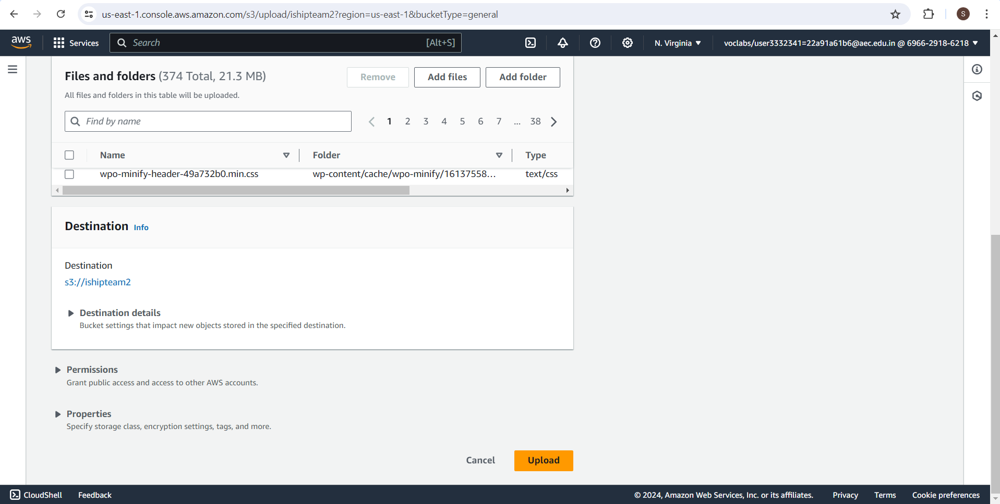 us-east-1.console.aws.amazon.com/s3/upload/ishipteam2?region=us-east-1&bucketType=general
S
aws
Services
Search
[Alt+S]
N. Virginia
voclabs/user3332341=22a91a61b6@aec.edu.in @ 6966-2918-6218
Files and folders (374 Total, 21.3 MB)
Remove
Add files
Add folder
All files and folders in this table will be uploaded.
Find by name
1 2 3 4 5 6 7 ... 38
Name
Folder
Type
wpo-minify-header-49a732b0.min.css
wp-content/cache/wpo-minify/16137558...
text/css
Destination Info
Destination
s3://ishipteam2
Destination details
Bucket settings that impact new objects stored in the specified destination.
Permissions
Grant public access and access to other AWS accounts.
Properties
Specify storage class, encryption settings, tags, and more.
Cancel
Upload
CloudShell
Feedback
© 2024, Amazon Web Services, Inc. or its affiliates.
Privacy
Terms
Cookie preferences